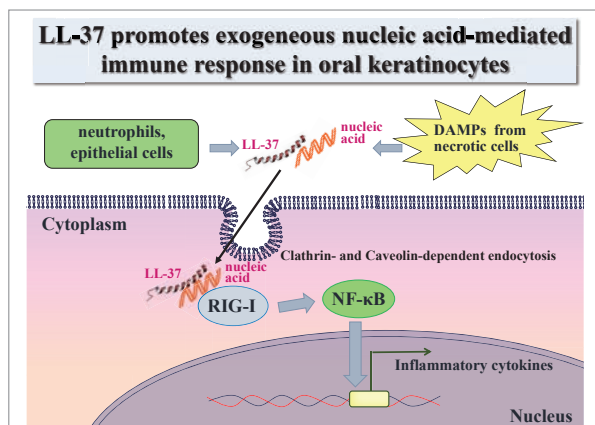 LL-37 promotes exogeneous nucleic acid-mediated
immune response in oral keratinocytes
neutrophils,
epithelial cells
LL-37
nucleic
acid
DAMPs from
necrotic cells
Cytoplasm
Clathrin- and Caveolin-dependent endocytosis
LL-37
nucleic
acid
RIG-I
NF-κB
Inflammatory cytokines
Nucleus